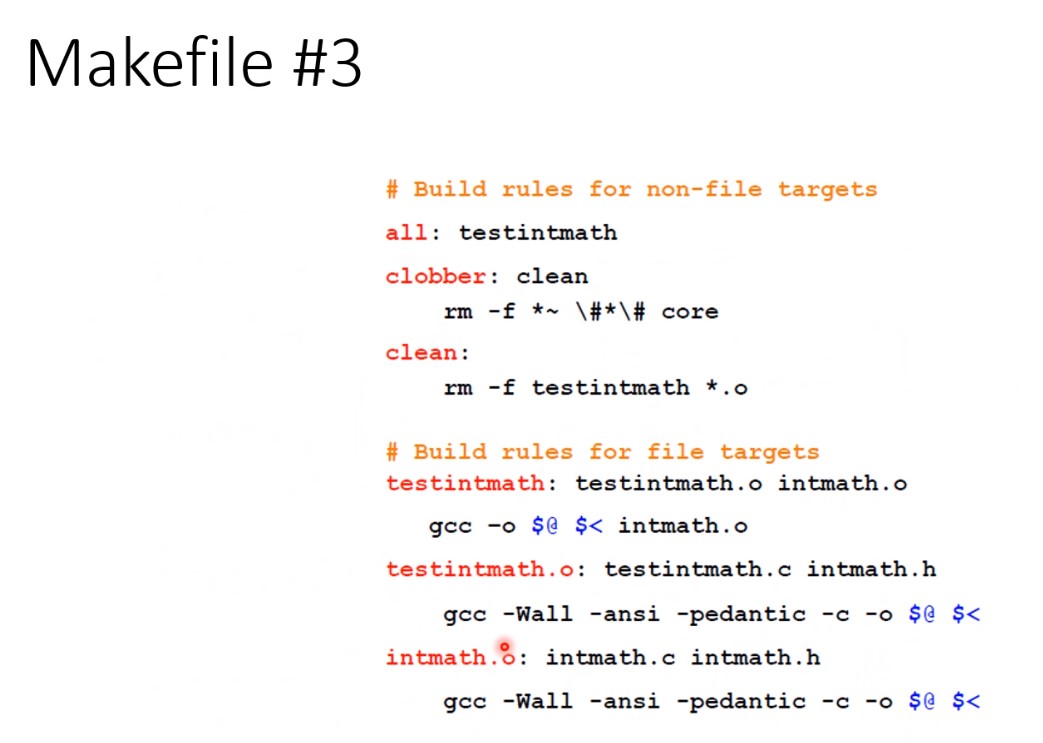 Makefile #3
# Build rules for non-file targets
all: testintmath
clobber: clean
rm -f *~ \#*\# core
clean:
rm -f testintmath *.o
# Build rules for file targets
testintmath: testintmath.o intmath.o
gcc –o $@ $< intmath.o
testintmath.o: testintmath.c intmath.h
gcc -Wall -ansi -pedantic -c -o $@ $<
intmath.o: intmath.c intmath.h
gcc -Wall -ansi -pedantic -c -o $@ $<